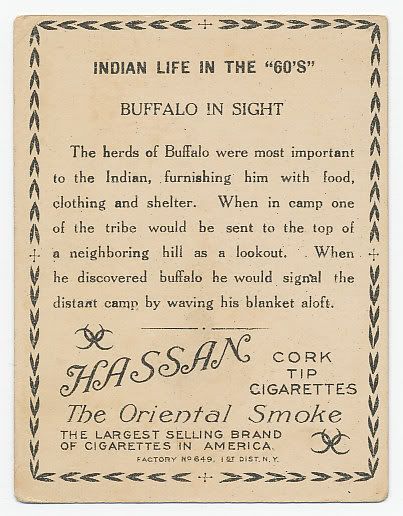 INDIAN LIFE IN THE "60'S"
BUFFALO IN SIGHT
The herds of Buffalo were most important
to the Indian, furnishing him with food,
clothing and shelter. When in camp one
of the tribe would be sent to the top of
a neighboring hill as a lookout. When
he discovered buffalo he would signal the
distant camp by waving his blanket aloft.
HASSAN CORK
TIP
CIGARETTES
The Oriental Smoke
THE LARGEST SELLING BRAND
OF CIGARETTES IN AMERICA.
FACTORY NO 649, 1ST DIST. N.Y.